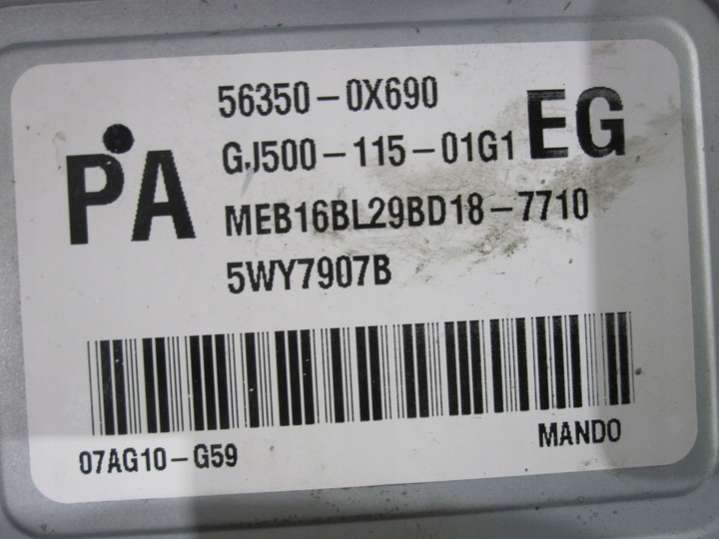 56350-0X690
PA
GJ500-115-01G1
EG
MEB16BL29BD18-7710
5WY7907B
07AG10-G59
MANDO